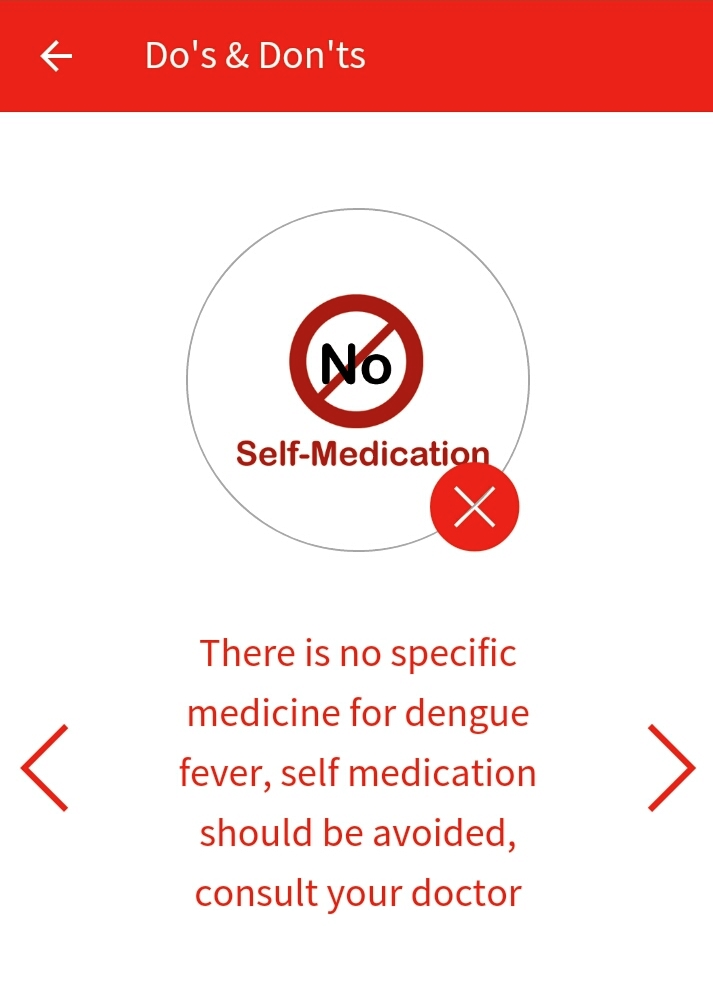 Do's & Don'ts
No
Self-Medication
There is no specific
medicine for dengue
fever, self medication
should be avoided,
consult your doctor